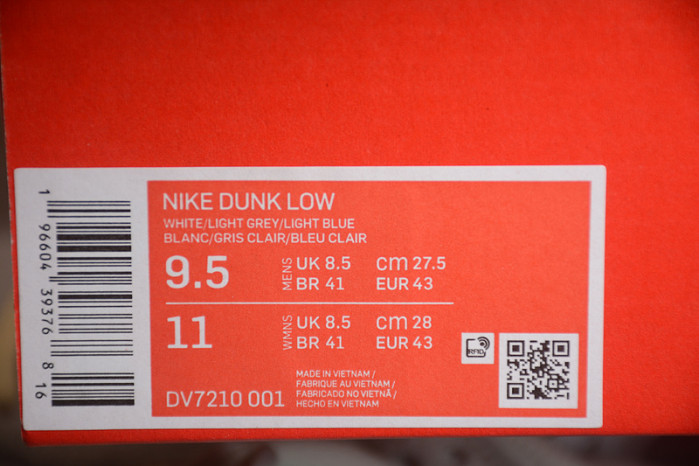 NIKE DUNK LOW
WHITE/LIGHT GREY/LIGHT BLUE
BLANC/GRIS CLAIR/BLEU CLAIR
9.5 MENS UK 8.5 cm 27.5
BR 41 EUR 43
11 WMNS UK 8.5 cm 28
BR 41 EUR 43
RFID
MADE IN VIETNAM /
FABRIQUE AU VIETNAM /
FABRICADO NO VIETNÃ /
HECHO EN VIETNAM
DV7210 001
1 96604 39376 8 16